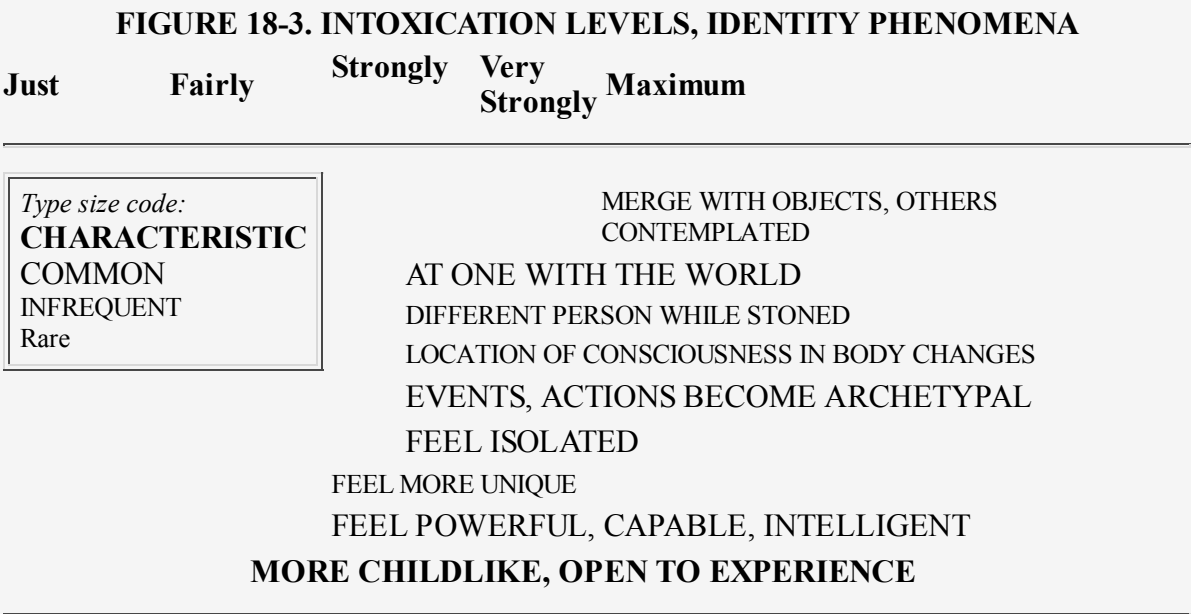 FIGURE 18-3. INTOXICATION LEVELS, IDENTITY PHENOMENA
Just Fairly Strongly Very Strongly Maximum
Type size code:
CHARACTERISTIC
COMMON
INFREQUENT
Rare
MERGE WITH OBJECTS, OTHERS
CONTEMPLATED
AT ONE WITH THE WORLD
DIFFERENT PERSON WHILE STONED
LOCATION OF CONSCIOUSNESS IN BODY CHANGES
EVENTS, ACTIONS BECOME ARCHETYPAL
FEEL ISOLATED
FEEL MORE UNIQUE
FEEL POWERFUL, CAPABLE, INTELLIGENT
MORE CHILDLIKE, OPEN TO EXPERIENCE